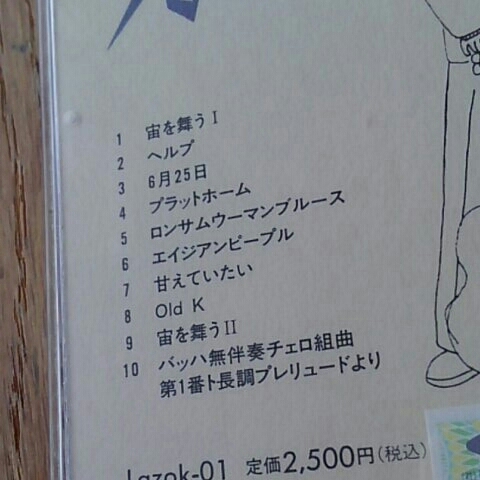 1 宙を舞う I
2 ヘルプ
3 6月25日
4 プラットホーム
5 ロンサムウーマンブルース
6 エイジアンピープル
7 甘えていたい
8 Old K
9 宙を舞う II
10 バッハ無伴奏チェロ組曲
第1番ト長調プレリュードより
Lazok-01 定価2,500円(税込)